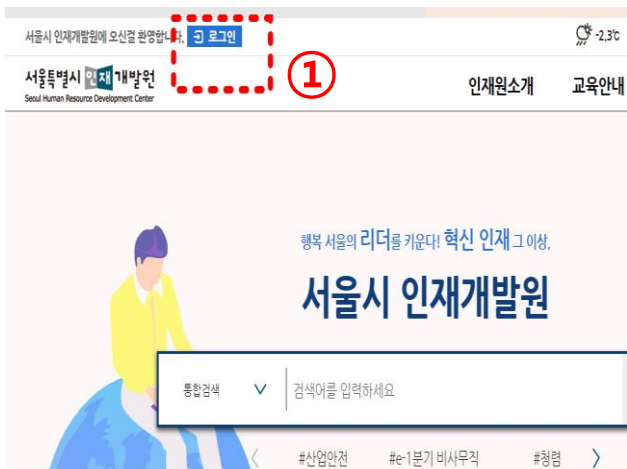 서울시 인재개발원에 오신걸 환영합니다. 로그인 -2.3℃
서울특별시 인재개발원
Seoul Human Resource Development Center
①
인재원소개 교육안내
행복 서울의 리더를 키운다! 혁신 인재 그 이상,
서울시 인재개발원
통합검색 검색어를 입력하세요
#산업안전 #e-1분기 비사무직 #청렴